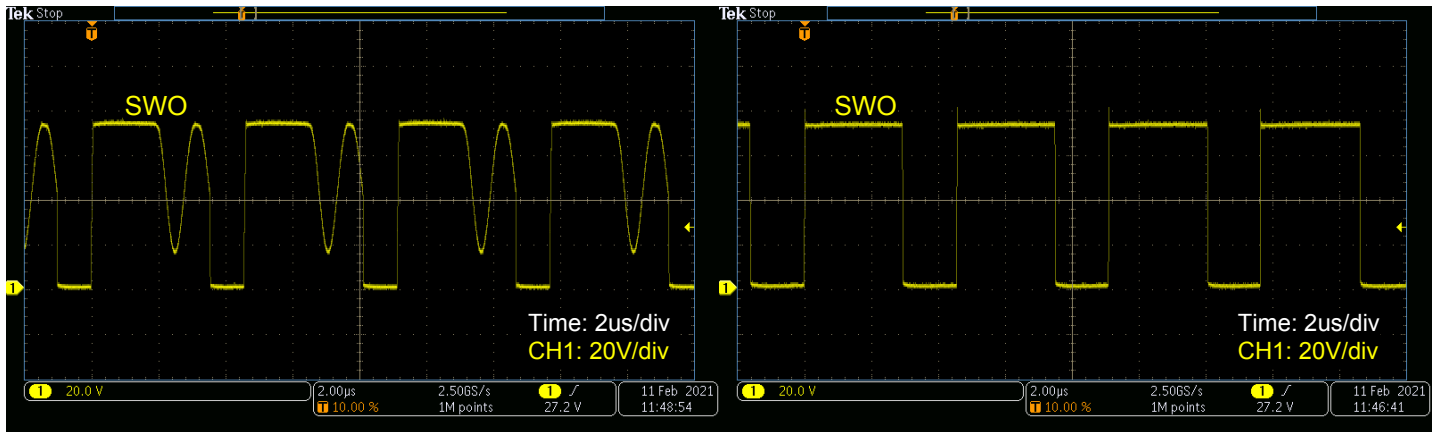 Tek Stop
T
T
SWO
1
Time: 2us/div
CH1: 20V/div
1 20.0 V
2.00µs 2.50GS/s 1 /
T 10.00 % 1M points 27.2 V
11 Feb 2021
11:48:54
Tek Stop
T
T
SWO
1
Time: 2us/div
CH1: 20V/div
1 20.0 V
2.00µs 2.50GS/s 1 /
T 10.00 % 1M points 27.2 V
11 Feb 2021
11:46:41